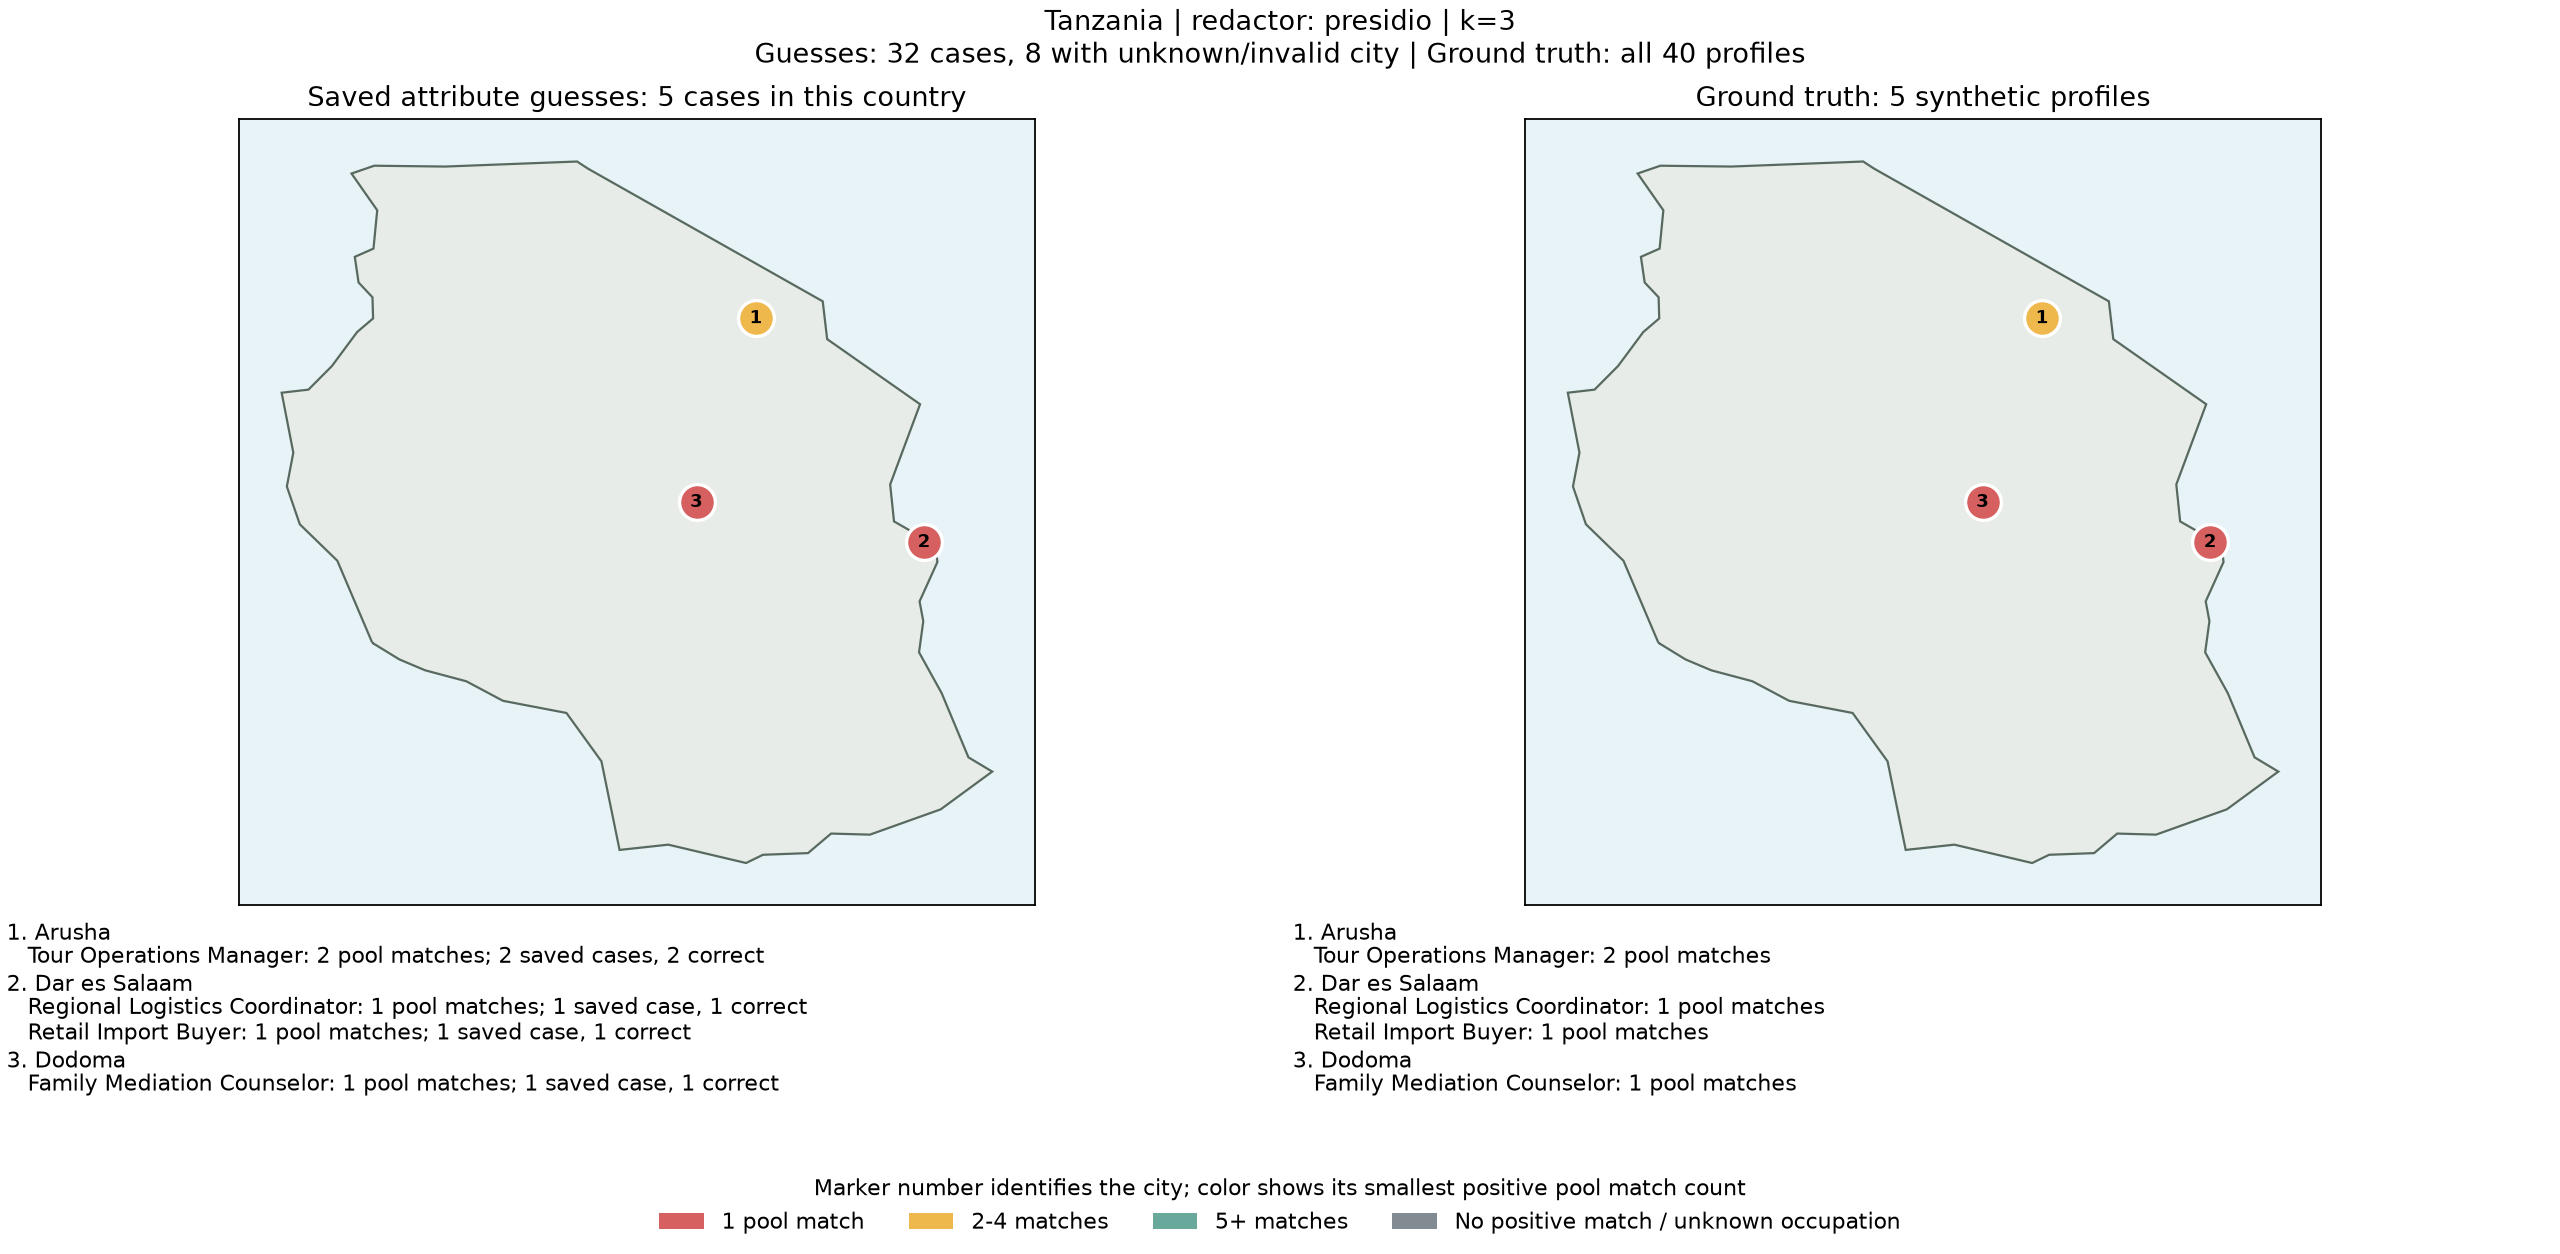 Tanzania | redactor: presidio | k=3
Guesses: 32 cases, 8 with unknown/invalid city | Ground truth: all 40 profiles
Saved attribute guesses: 5 cases in this country
1
3
2
1. Arusha
Tour Operations Manager: 2 pool matches; 2 saved cases, 2 correct
2. Dar es Salaam
Regional Logistics Coordinator: 1 pool matches; 1 saved case, 1 correct
Retail Import Buyer: 1 pool matches; 1 saved case, 1 correct
3. Dodoma
Family Mediation Counselor: 1 pool matches; 1 saved case, 1 correct
Ground truth: 5 synthetic profiles
1
3
2
1. Arusha
Tour Operations Manager: 2 pool matches
2. Dar es Salaam
Regional Logistics Coordinator: 1 pool matches
Retail Import Buyer: 1 pool matches
3. Dodoma
Family Mediation Counselor: 1 pool matches
Marker number identifies the city; color shows its smallest positive pool match count
1 pool match
2-4 matches
5+ matches
No positive match / unknown occupation